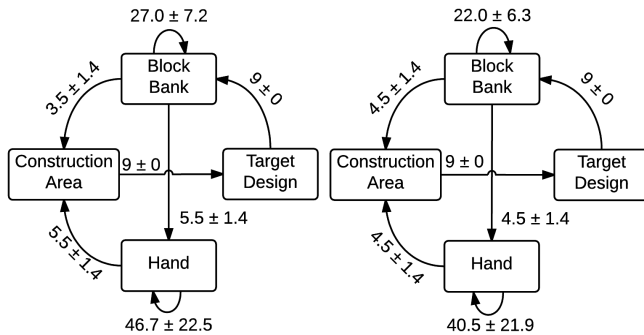 27.0 ± 7.2
Block
Bank
3.5 ± 1.4
9 ± 0
Construction
Area
9 ± 0
Target
Design
5.5 ± 1.4
5.5 ± 1.4
Hand
46.7 ± 22.5
22.0 ± 6.3
Block
Bank
4.5 ± 1.4
9 ± 0
Construction
Area
9 ± 0
Target
Design
4.5 ± 1.4
4.5 ± 1.4
Hand
40.5 ± 21.9